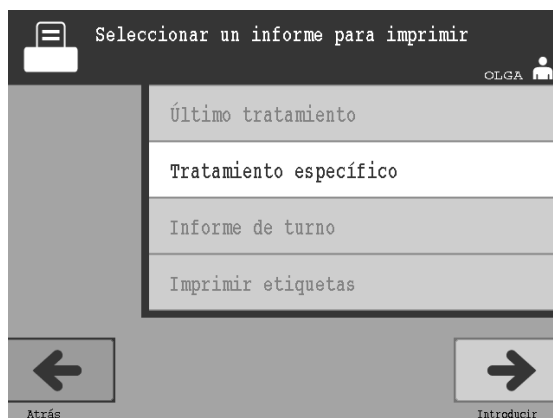 Seleccionar un informe para imprimir
OLGA
Último tratamiento
Tratamiento específico
Informe de turno
Imprimir etiquetas
Atrás
Introducir